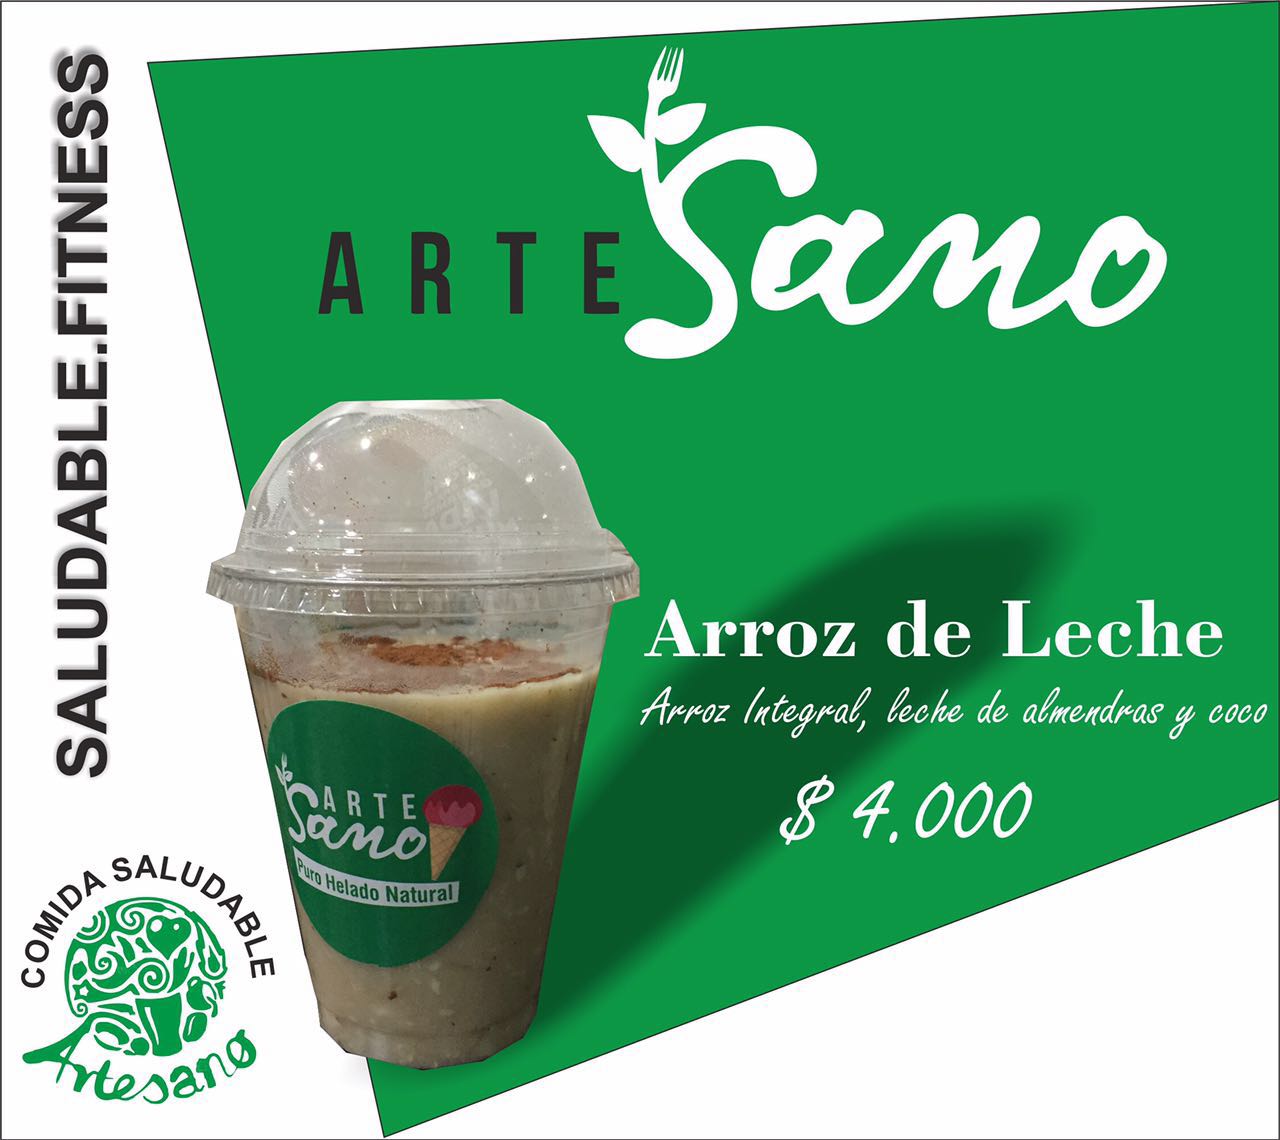 SALUDABLE.FITNESS
ARTE Sano
Arroz de Leche
Arroz Integral, leche de almendras y coco
$ 4.000
ARTE
Sano
Puro Helado Natural
COMIDA SALUDABLE
Artesano